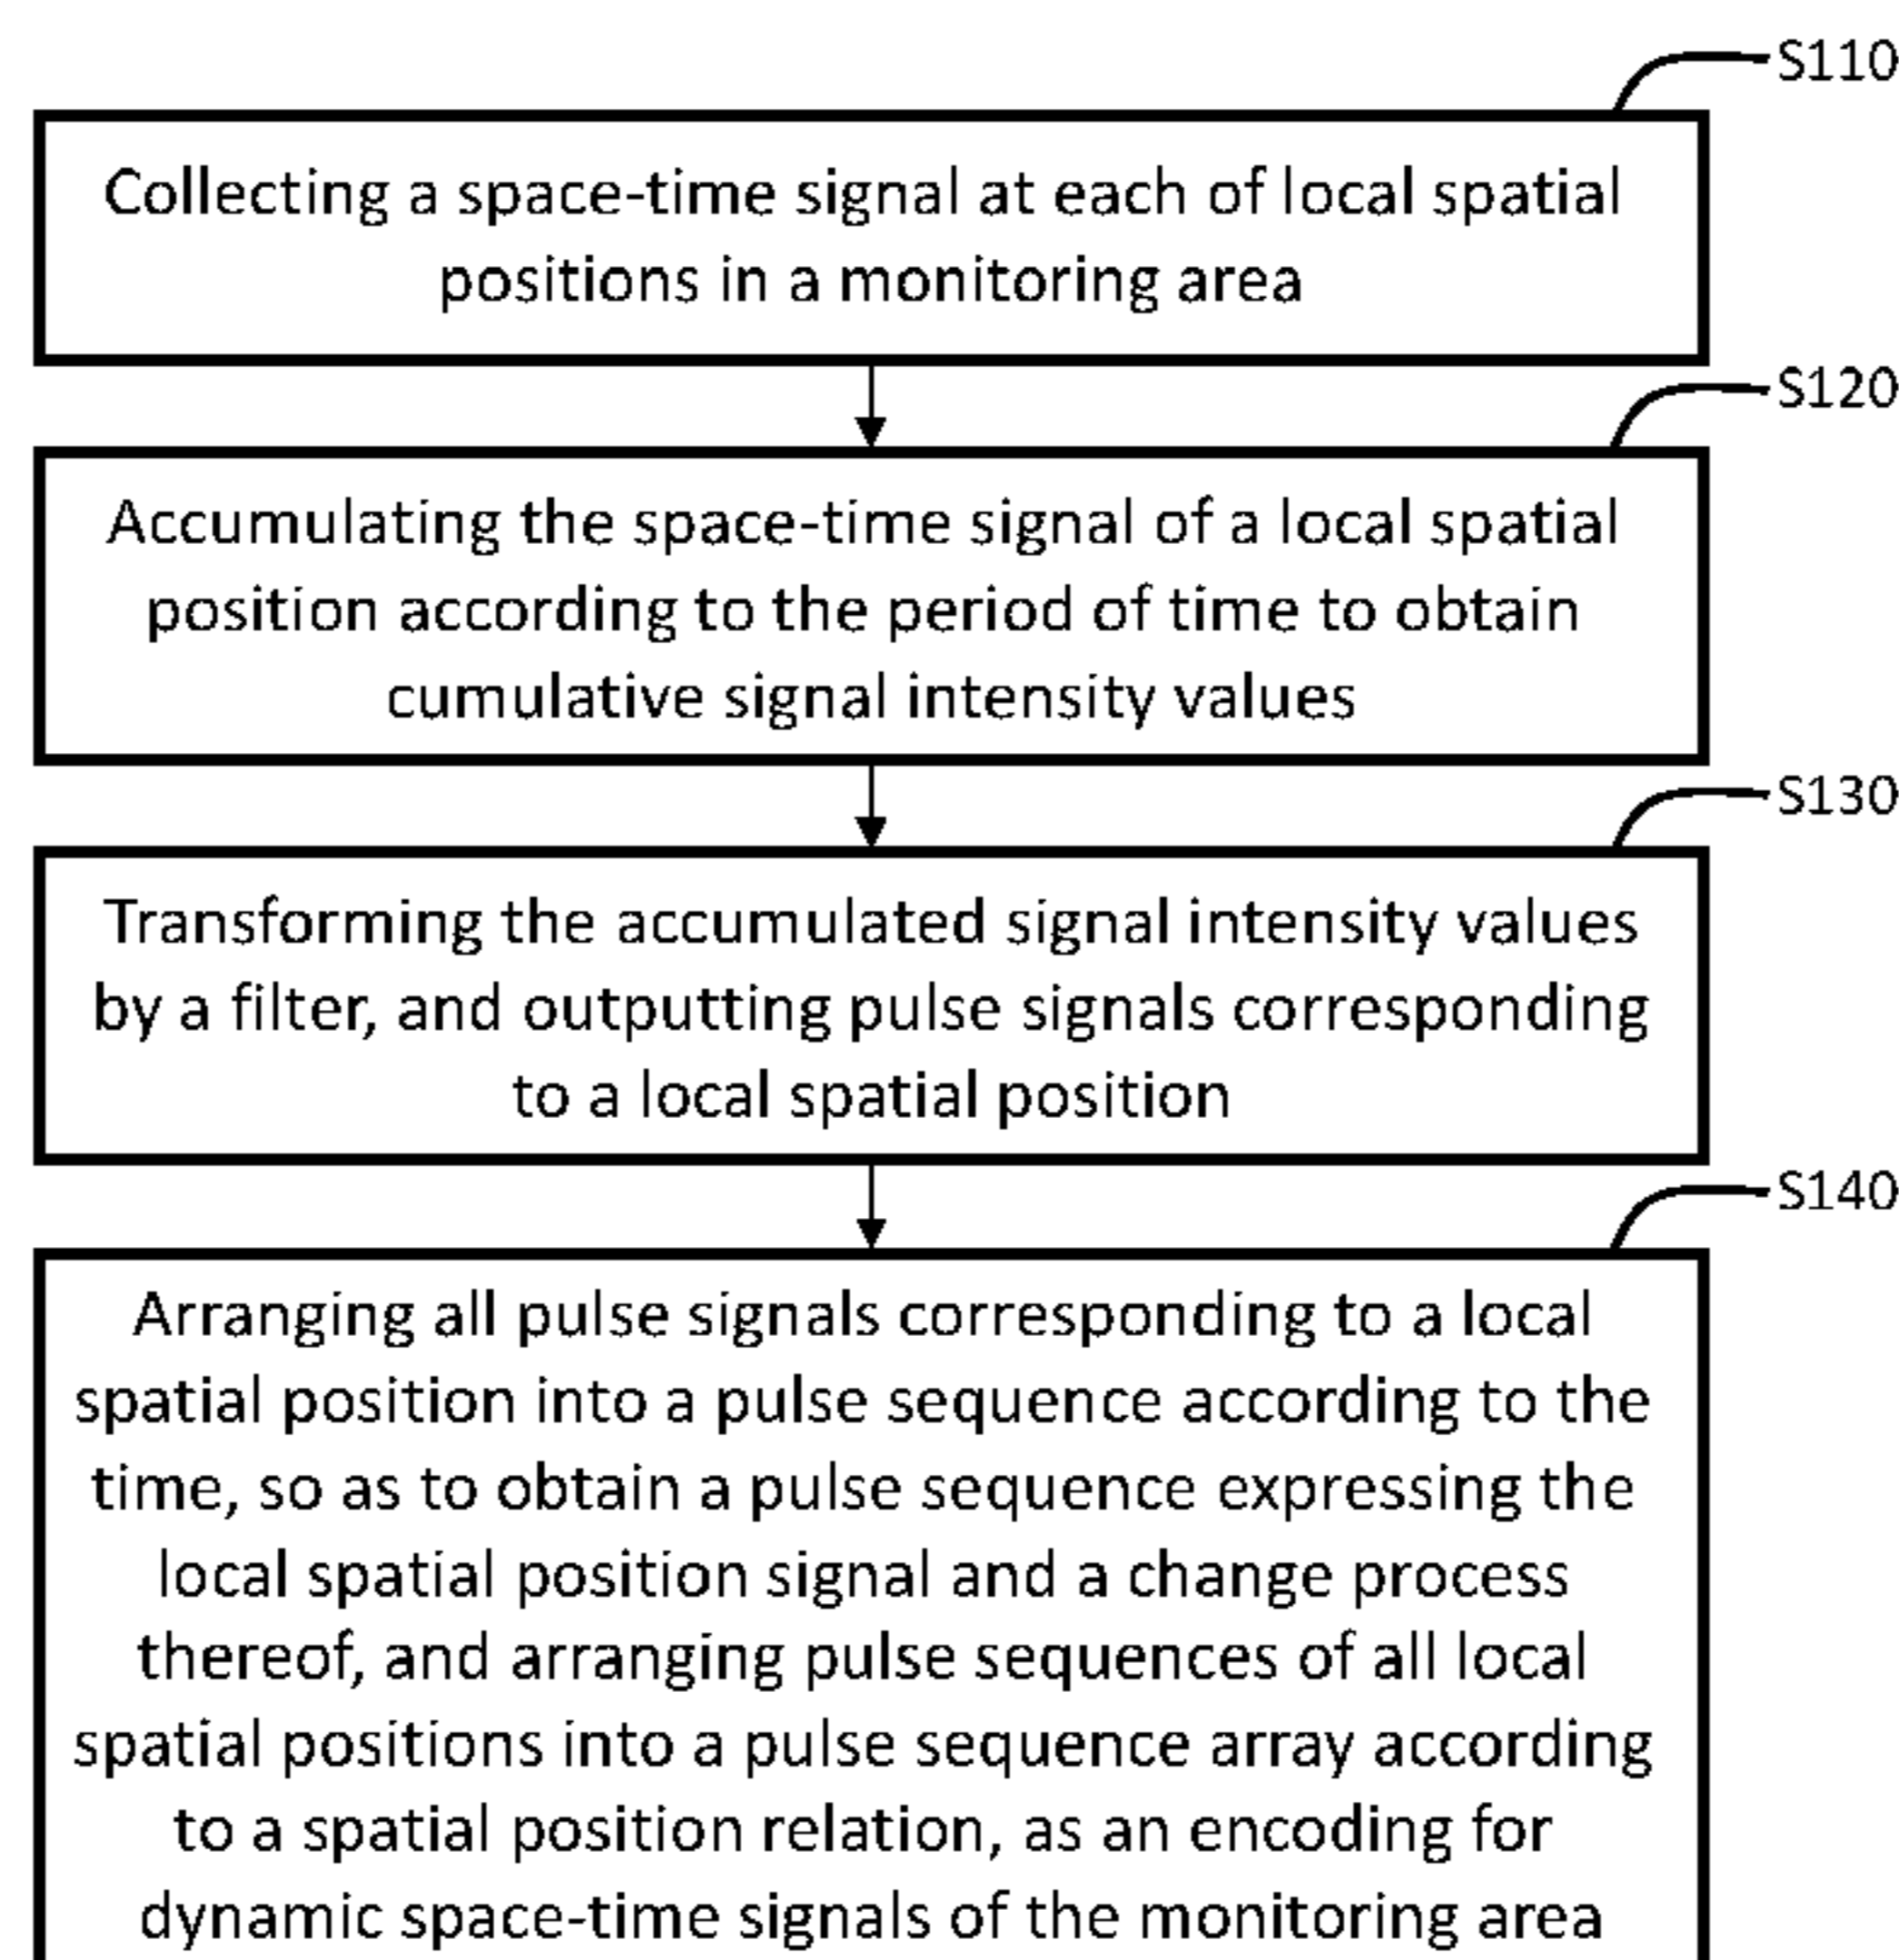 S110
Collecting a space-time signal at each of local spatial
positions in a monitoring area
S120
Accumulating the space-time signal of a local spatial
position according to the period of time to obtain
cumulative signal intensity values
S130
Transforming the accumulated signal intensity values
by a filter, and outputting pulse signals corresponding
to a local spatial position
S140
Arranging all pulse signals corresponding to a local
spatial position into a pulse sequence according to the
time, so as to obtain a pulse sequence expressing the
local spatial position signal and a change process
thereof, and arranging pulse sequences of all local
spatial positions into a pulse sequence array according
to a spatial position relation, as an encoding for
dynamic space-time signals of the monitoring area